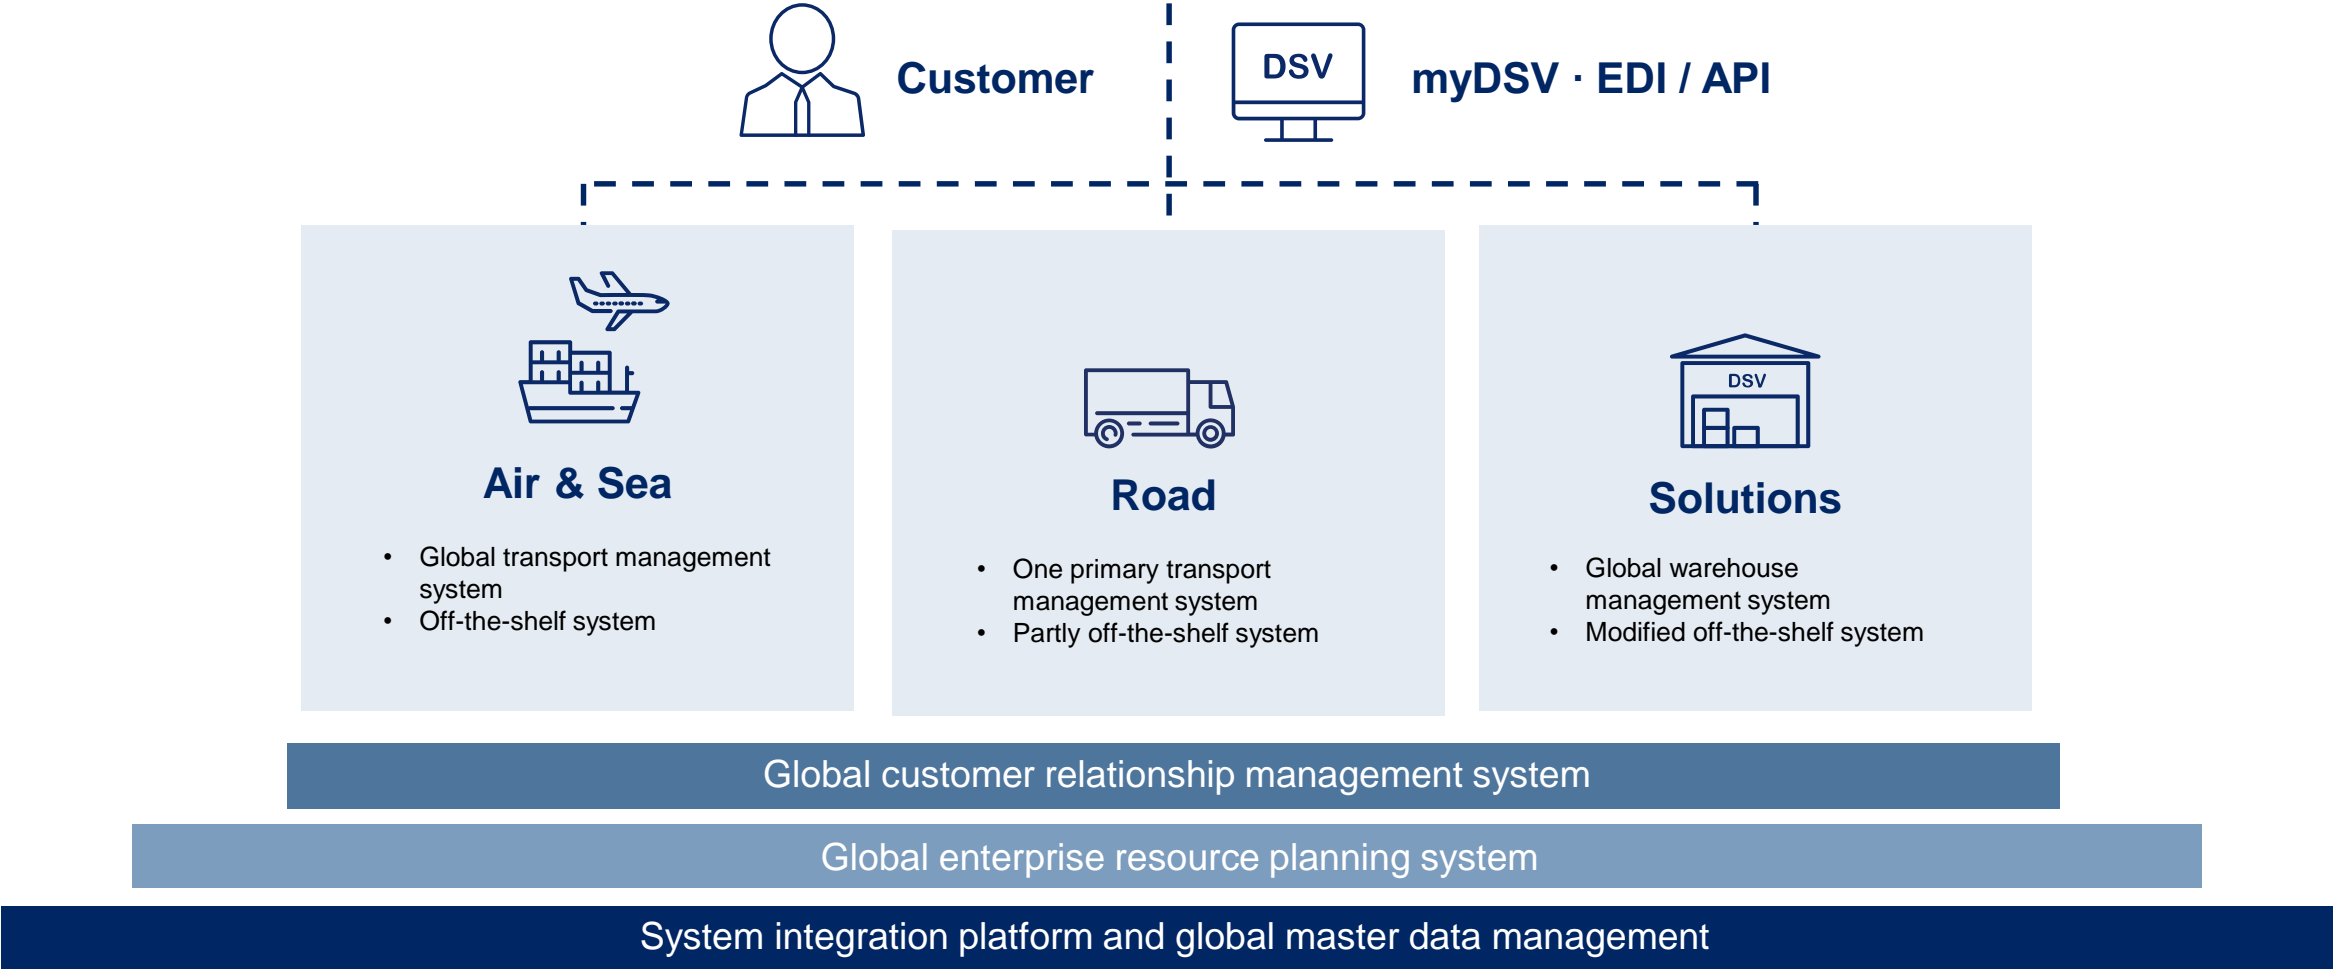 Customer
DSV
myDSV · EDI / API
Air & Sea
• Global transport management
system
• Off-the-shelf system
Road
• One primary transport
management system
• Partly off-the-shelf system
DSV
Solutions
• Global warehouse
management system
• Modified off-the-shelf system
Global customer relationship management system
Global enterprise resource planning system
System integration platform and global master data management